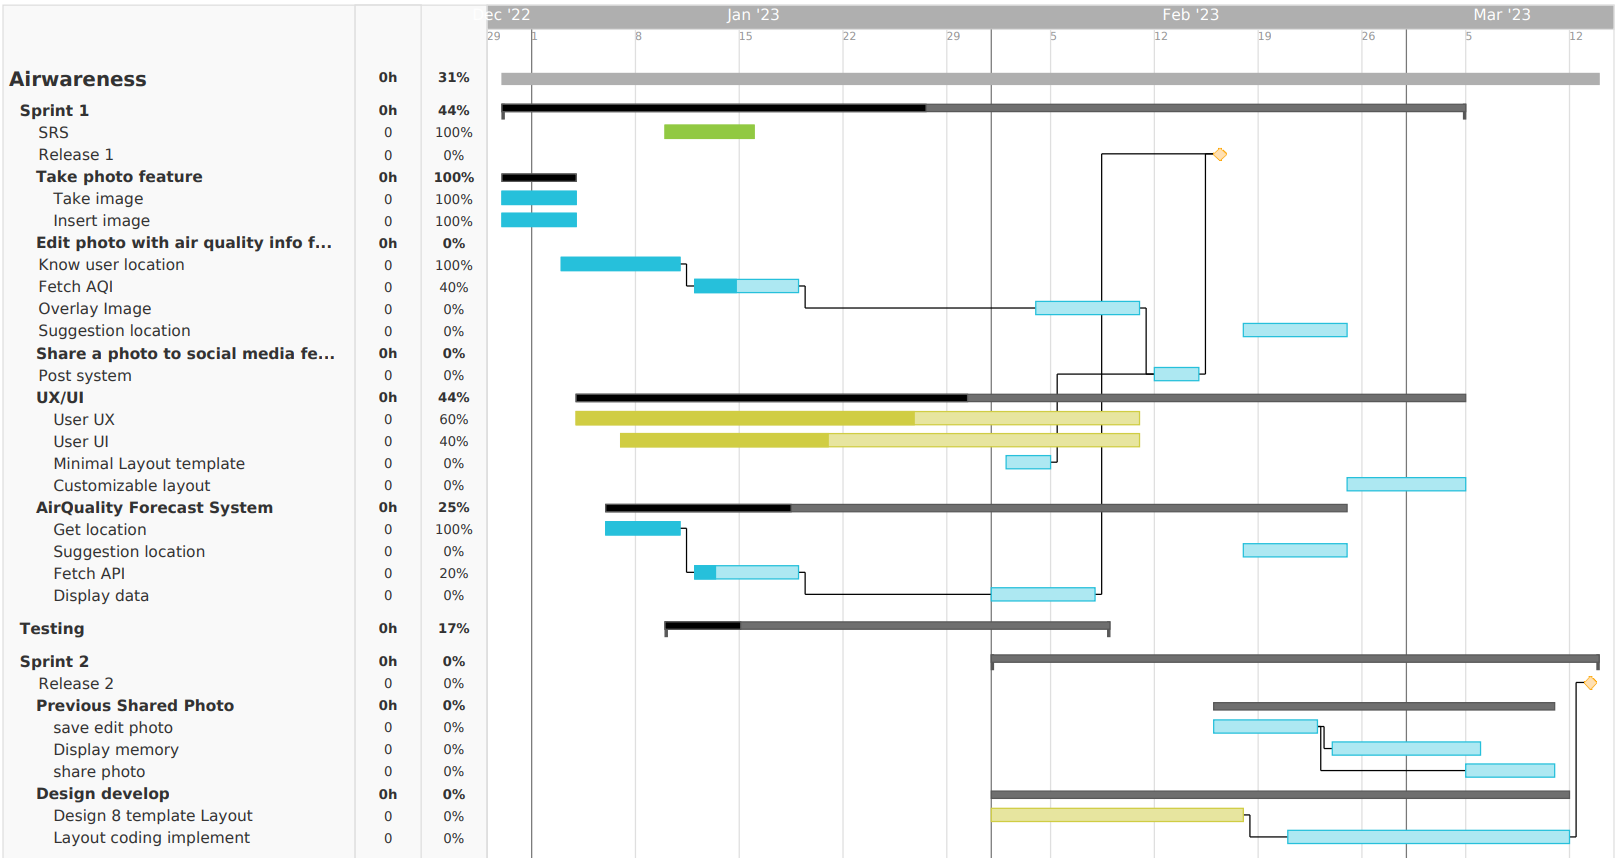 Dec '22 Jan '23 Feb '23 Mar '23
29 1 8 15 22 29 5 12 19 26 5 12
Airwareness 0h 31%
Sprint 1 0h 44%
SRS 0 100%
Release 1 0 0%
Take photo feature 0h 100%
Take image 0 100%
Insert image 0 100%
Edit photo with air quality info f... 0h 0%
Know user location 0 100%
Fetch AQI 0 40%
Overlay Image 0 0%
Suggestion location 0 0%
Share a photo to social media fe... 0h 0%
Post system 0 0%
UX/UI 0h 44%
User UX 0 60%
User UI 0 40%
Minimal Layout template 0 0%
Customizable layout 0 0%
AirQuality Forecast System 0h 25%
Get location 0 100%
Suggestion location 0 0%
Fetch API 0 20%
Display data 0 0%
Testing 0h 17%
Sprint 2 0h 0%
Release 2 0 0%
Previous Shared Photo 0h 0%
save edit photo 0 0%
Display memory 0 0%
share photo 0 0%
Design develop 0h 0%
Design 8 template Layout 0 0%
Layout coding implement 0 0%